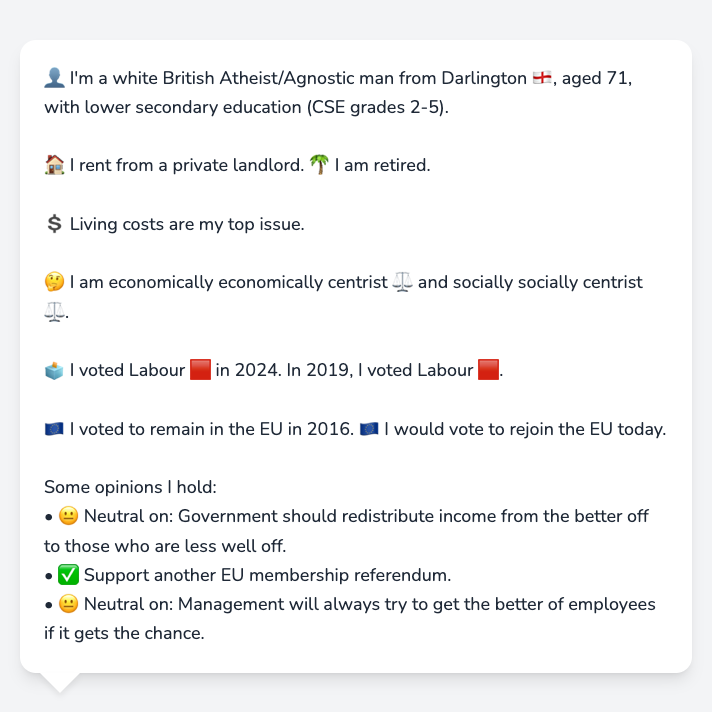 👤 I'm a white British Atheist/Agnostic man from Darlington 🏴󠁧󠁢󠁥󠁮󠁧󠁿, aged 71,
with lower secondary education (CSE grades 2-5).
🏠 I rent from a private landlord. 🌴 I am retired.
💲 Living costs are my top issue.
🤔 I am economically economically centrist ⚖️ and socially socially centrist
⚖️.
🗳️ I voted Labour 🟥 in 2024. In 2019, I voted Labour 🟥.
🇪🇺 I voted to remain in the EU in 2016. 🇪🇺 I would vote to rejoin the EU today.
Some opinions I hold:
• 😐 Neutral on: Government should redistribute income from the better off
to those who are less well off.
• ✅ Support another EU membership referendum.
• 😐 Neutral on: Management will always try to get the better of employees
if it gets the chance.